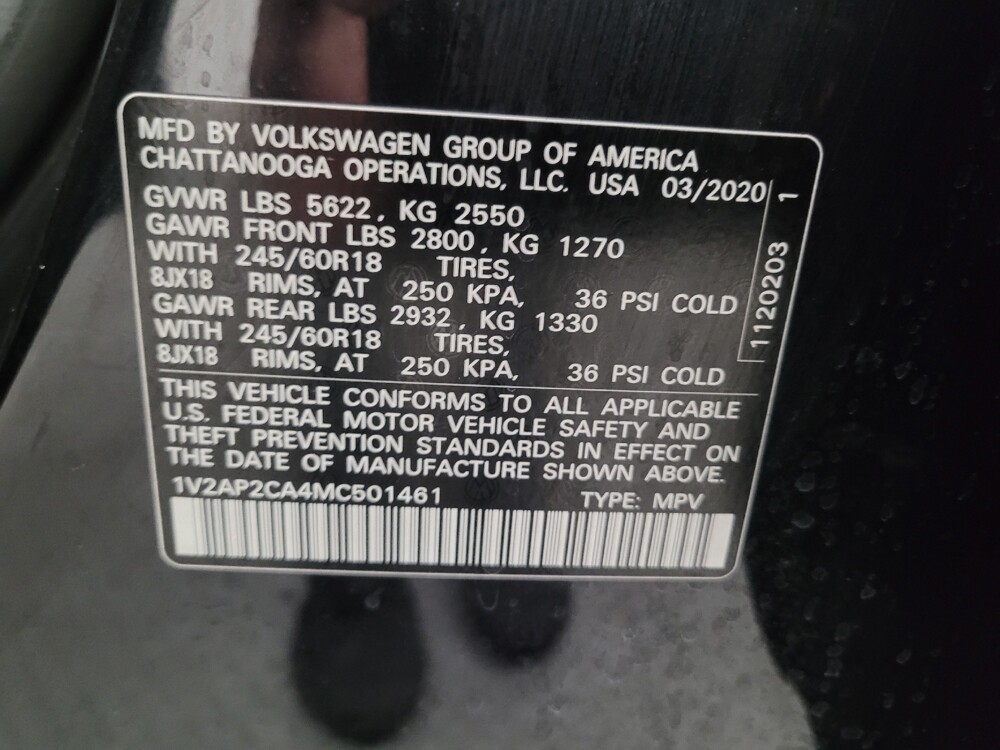 MFD BY VOLKSWAGEN GROUP OF AMERICA
CHATTANOOGA OPERATIONS, LLC. USA 03/2020 1
GVWR LBS 5622, KG 2550
GAWR FRONT LBS 2800, KG 1270
WITH 245/60R18 TIRES,
8JX18 RIMS, AT 250 KPA, 36 PSI COLD
GAWR REAR LBS 2932, KG 1330
WITH 245/60R18 TIRES,
8JX18 RIMS, AT 250 KPA, 36 PSI COLD
1120203
THIS VEHICLE CONFORMS TO ALL APPLICABLE
U.S. FEDERAL MOTOR VEHICLE SAFETY AND
THEFT PREVENTION STANDARDS IN EFFECT ON
THE DATE OF MANUFACTURE SHOWN ABOVE.
1V2AP2CA4MC501461 TYPE: MPV